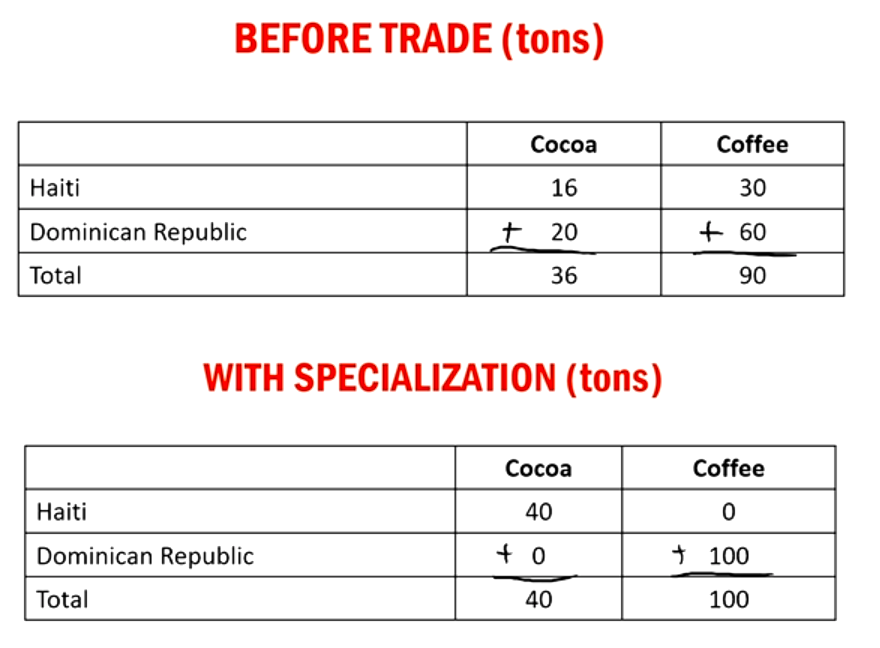 BEFORE TRADE (tons)
Cocoa Coffee
Haiti 16 30
Dominican Republic + 20 + 60
Total 36 90
WITH SPECIALIZATION (tons)
Cocoa Coffee
Haiti 40 0
Dominican Republic + 0 + 100
Total 40 100